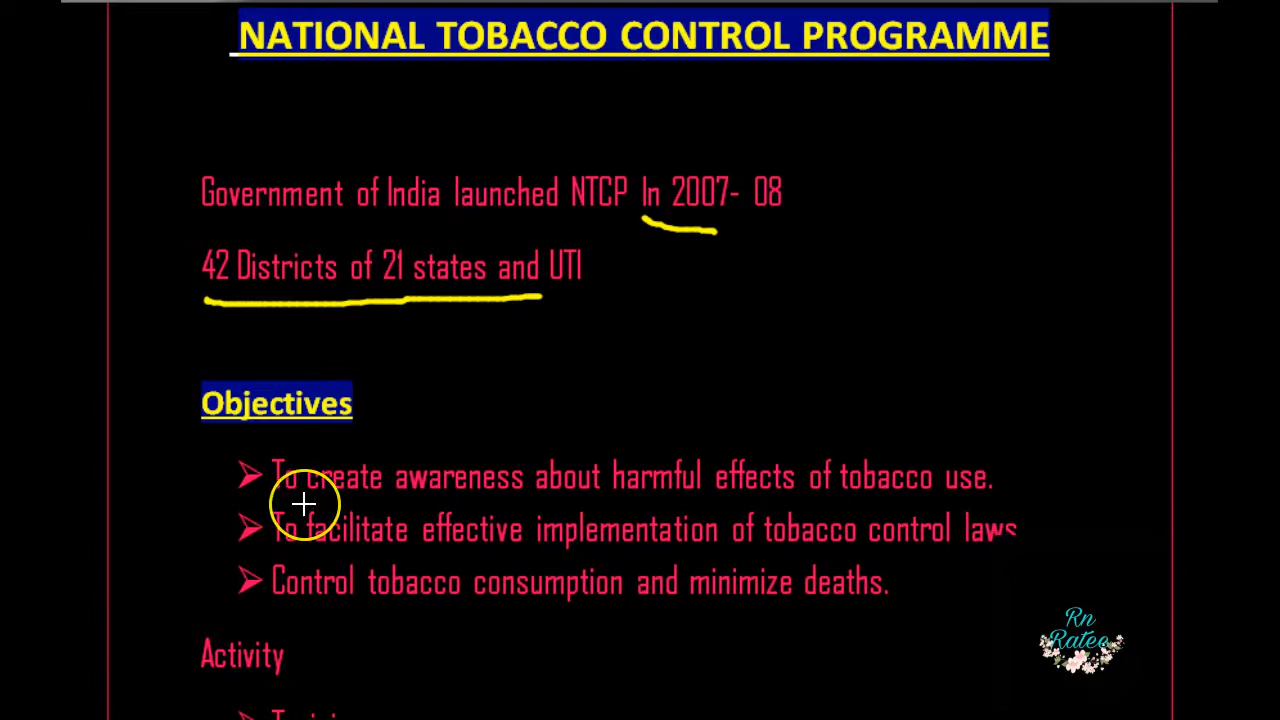 NATIONAL TOBACCO CONTROL PROGRAMME
Government of India launched NTCP In 2007- 08
42 Districts of 21 states and UTI
Objectives
➢ To create awareness about harmful effects of tobacco use.
➢ To facilitate effective implementation of tobacco control laws
➢ Control tobacco consumption and minimize deaths.
Activity
Rn
Ratee